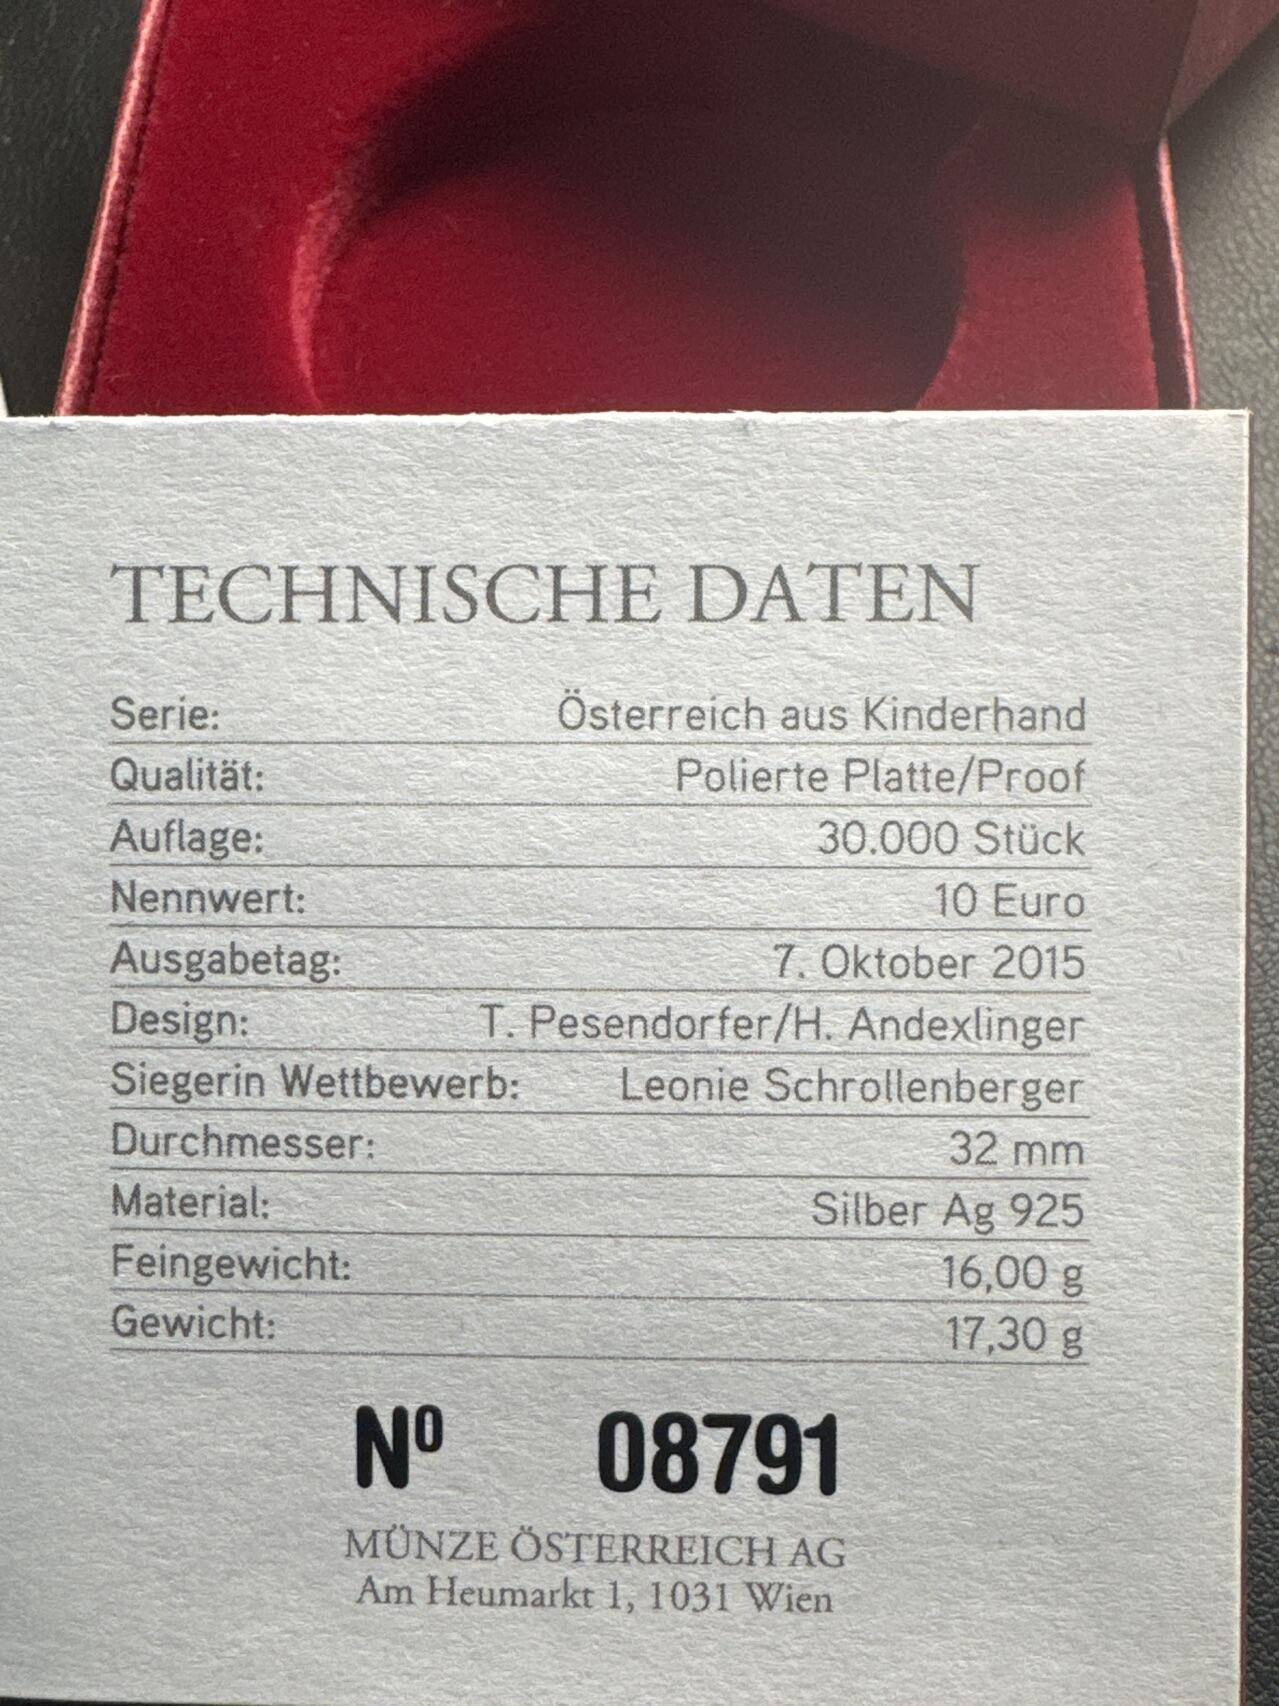 TECHNISCHE DATEN
Serie: Österreich aus Kinderhand
Qualität: Polierte Platte/Proof
Auflage: 30.000 Stück
Nennwert: 10 Euro
Ausgabetag: 7. Oktober 2015
Design: T. Pesendorfer/H. Andexlinger
Siegerin Wettbewerb: Leonie Schrollenberger
Durchmesser: 32 mm
Material: Silber Ag 925
Feingewicht: 16,00 g
Gewicht: 17,30 g
Nº 08791
MÜNZE ÖSTERREICH AG
Am Heumarkt 1, 1031 Wien